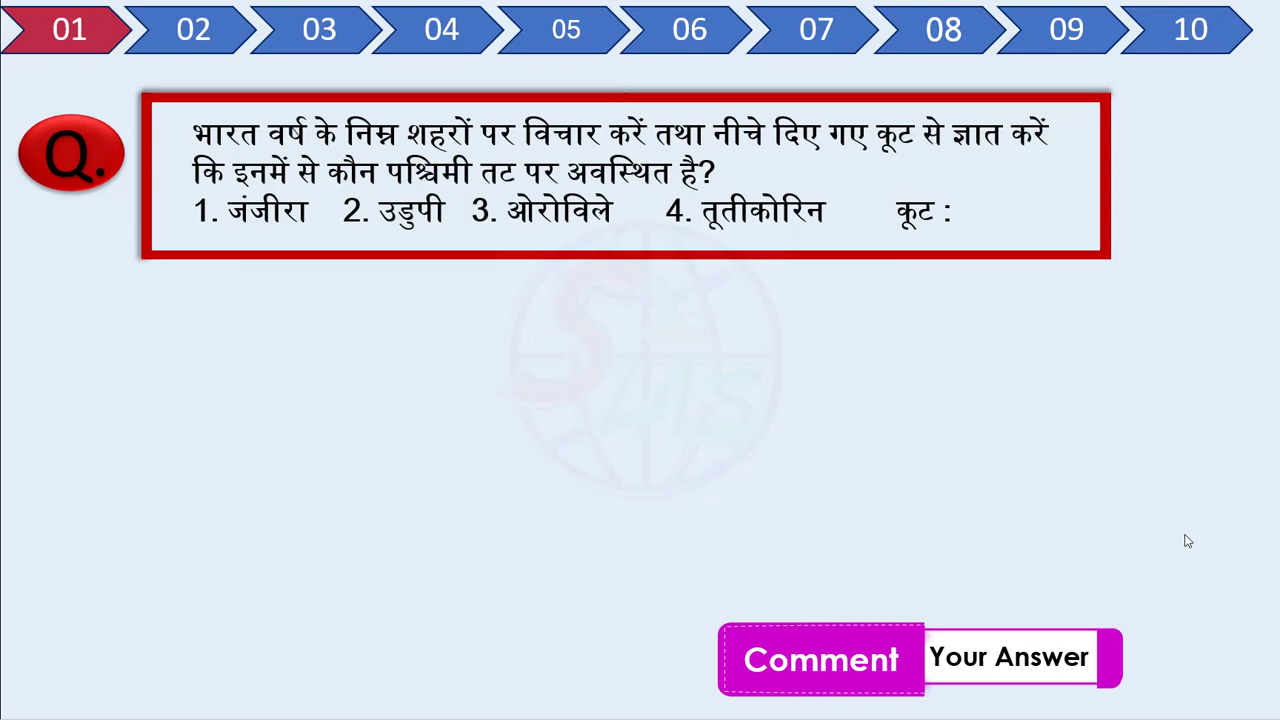 01 02 03 04 05 06 07 08 09 10
Q.
भारत वर्ष के निम्न शहरों पर विचार करें तथा नीचे दिए गए कूट से ज्ञात करें
कि इनमें से कौन पश्चिमी तट पर अवस्थित है?
1. जंजीरा 2. उडुपी 3. ओरोविले 4. तूतीकोरिन कूट :
Comment Your Answer